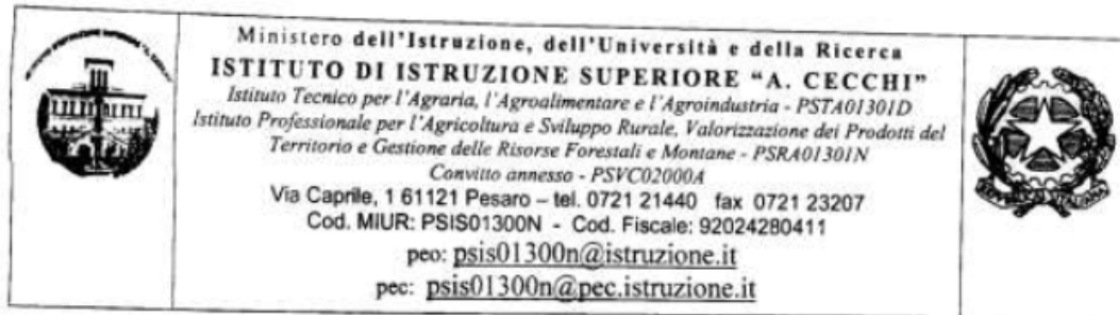 Ministero dell'Istruzione, dell'Università e della Ricerca
ISTITUTO DI ISTRUZIONE SUPERIORE "A. CECCHI"
Istituto Tecnico per l'Agraria, l'Agroalimentare e l'Agroindustria - PSTA01301D
Istituto Professionale per l'Agricoltura e Sviluppo Rurale, Valorizzazione dei Prodotti del
Territorio e Gestione delle Risorse Forestali e Montane - PSRA01301N
Convitto annesso - PSVC02000A
Via Caprile, 1 61121 Pesaro – tel. 0721 21440 fax 0721 23207
Cod. MIUR: PSIS01300N - Cod. Fiscale: 92024280411
peo: psis01300n@istruzione.it
pec: psis01300n@pec.istruzione.it